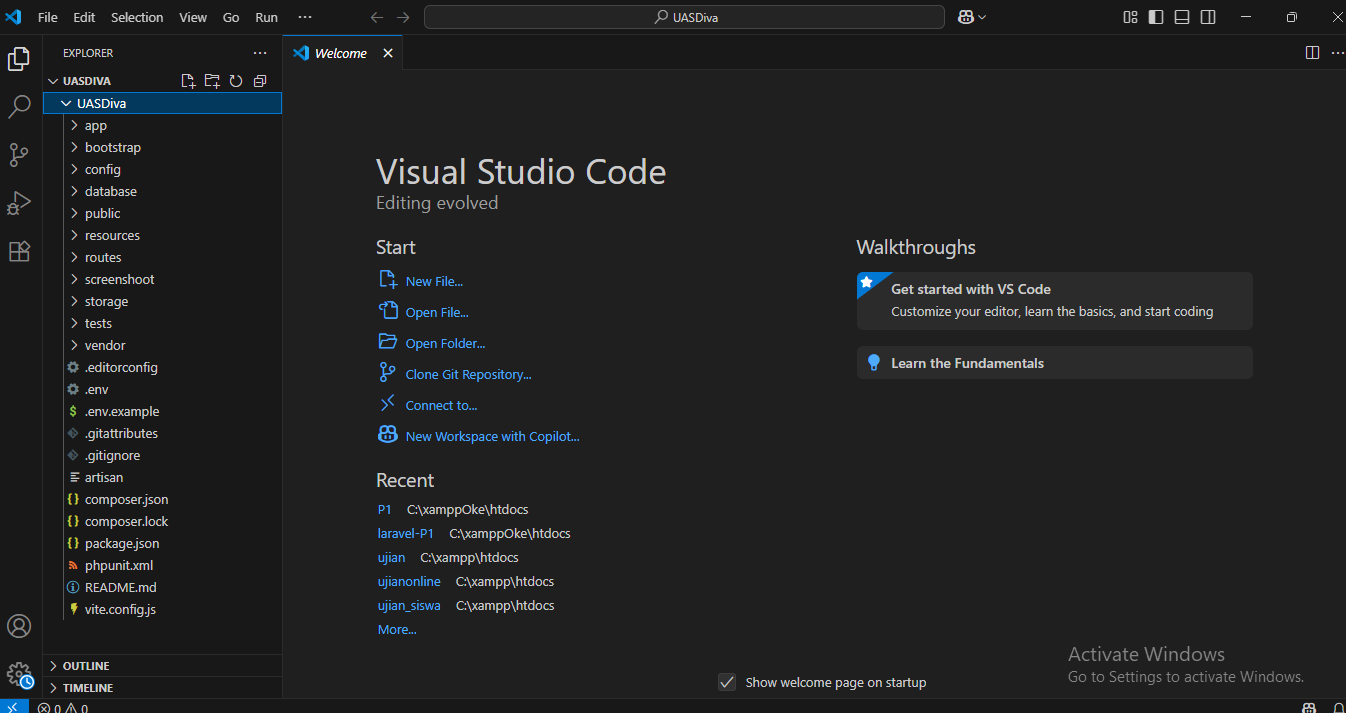 File Edit Selection View Go Run ···
UASDiva
EXPLORER ···
Welcome
UASDIVA
UASDiva
app
bootstrap
config
database
public
resources
routes
screenshoot
storage
tests
vendor
.editorconfig
.env
$ .env.example
.gitattributes
.gitignore
artisan
{} composer.json
{} composer.lock
{} package.json
phpunit.xml
README.md
vite.config.js
OUTLINE
TIMELINE
0 0
Visual Studio Code
Editing evolved
Start
New File...
Open File...
Open Folder...
Clone Git Repository...
Connect to...
New Workspace with Copilot...
Recent
P1 C:\xamppOke\htdocs
laravel-P1 C:\xamppOke\htdocs
ujian C:\xampp\htdocs
ujianonline C:\xampp\htdocs
ujian_siswa C:\xampp\htdocs
More...
Walkthroughs
Get started with VS Code
Customize your editor, learn the basics, and start coding
Learn the Fundamentals
Show welcome page on startup
Activate Windows
Go to Settings to activate Windows.